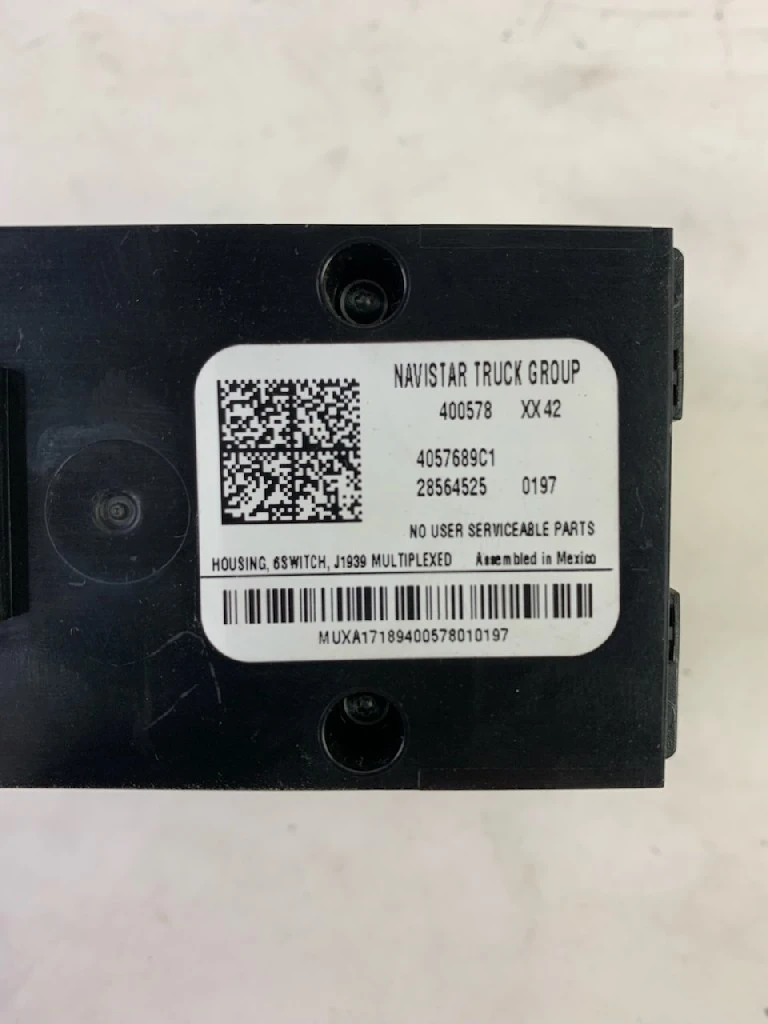 NAVISTAR TRUCK GROUP
400578 XX42
4057689C1
28564525 0197
NO USER SERVICEABLE PARTS
HOUSING, 6SWITCH, J1939 MULTIPLEXED Assembled in Mexico
MUXA17189400578010197